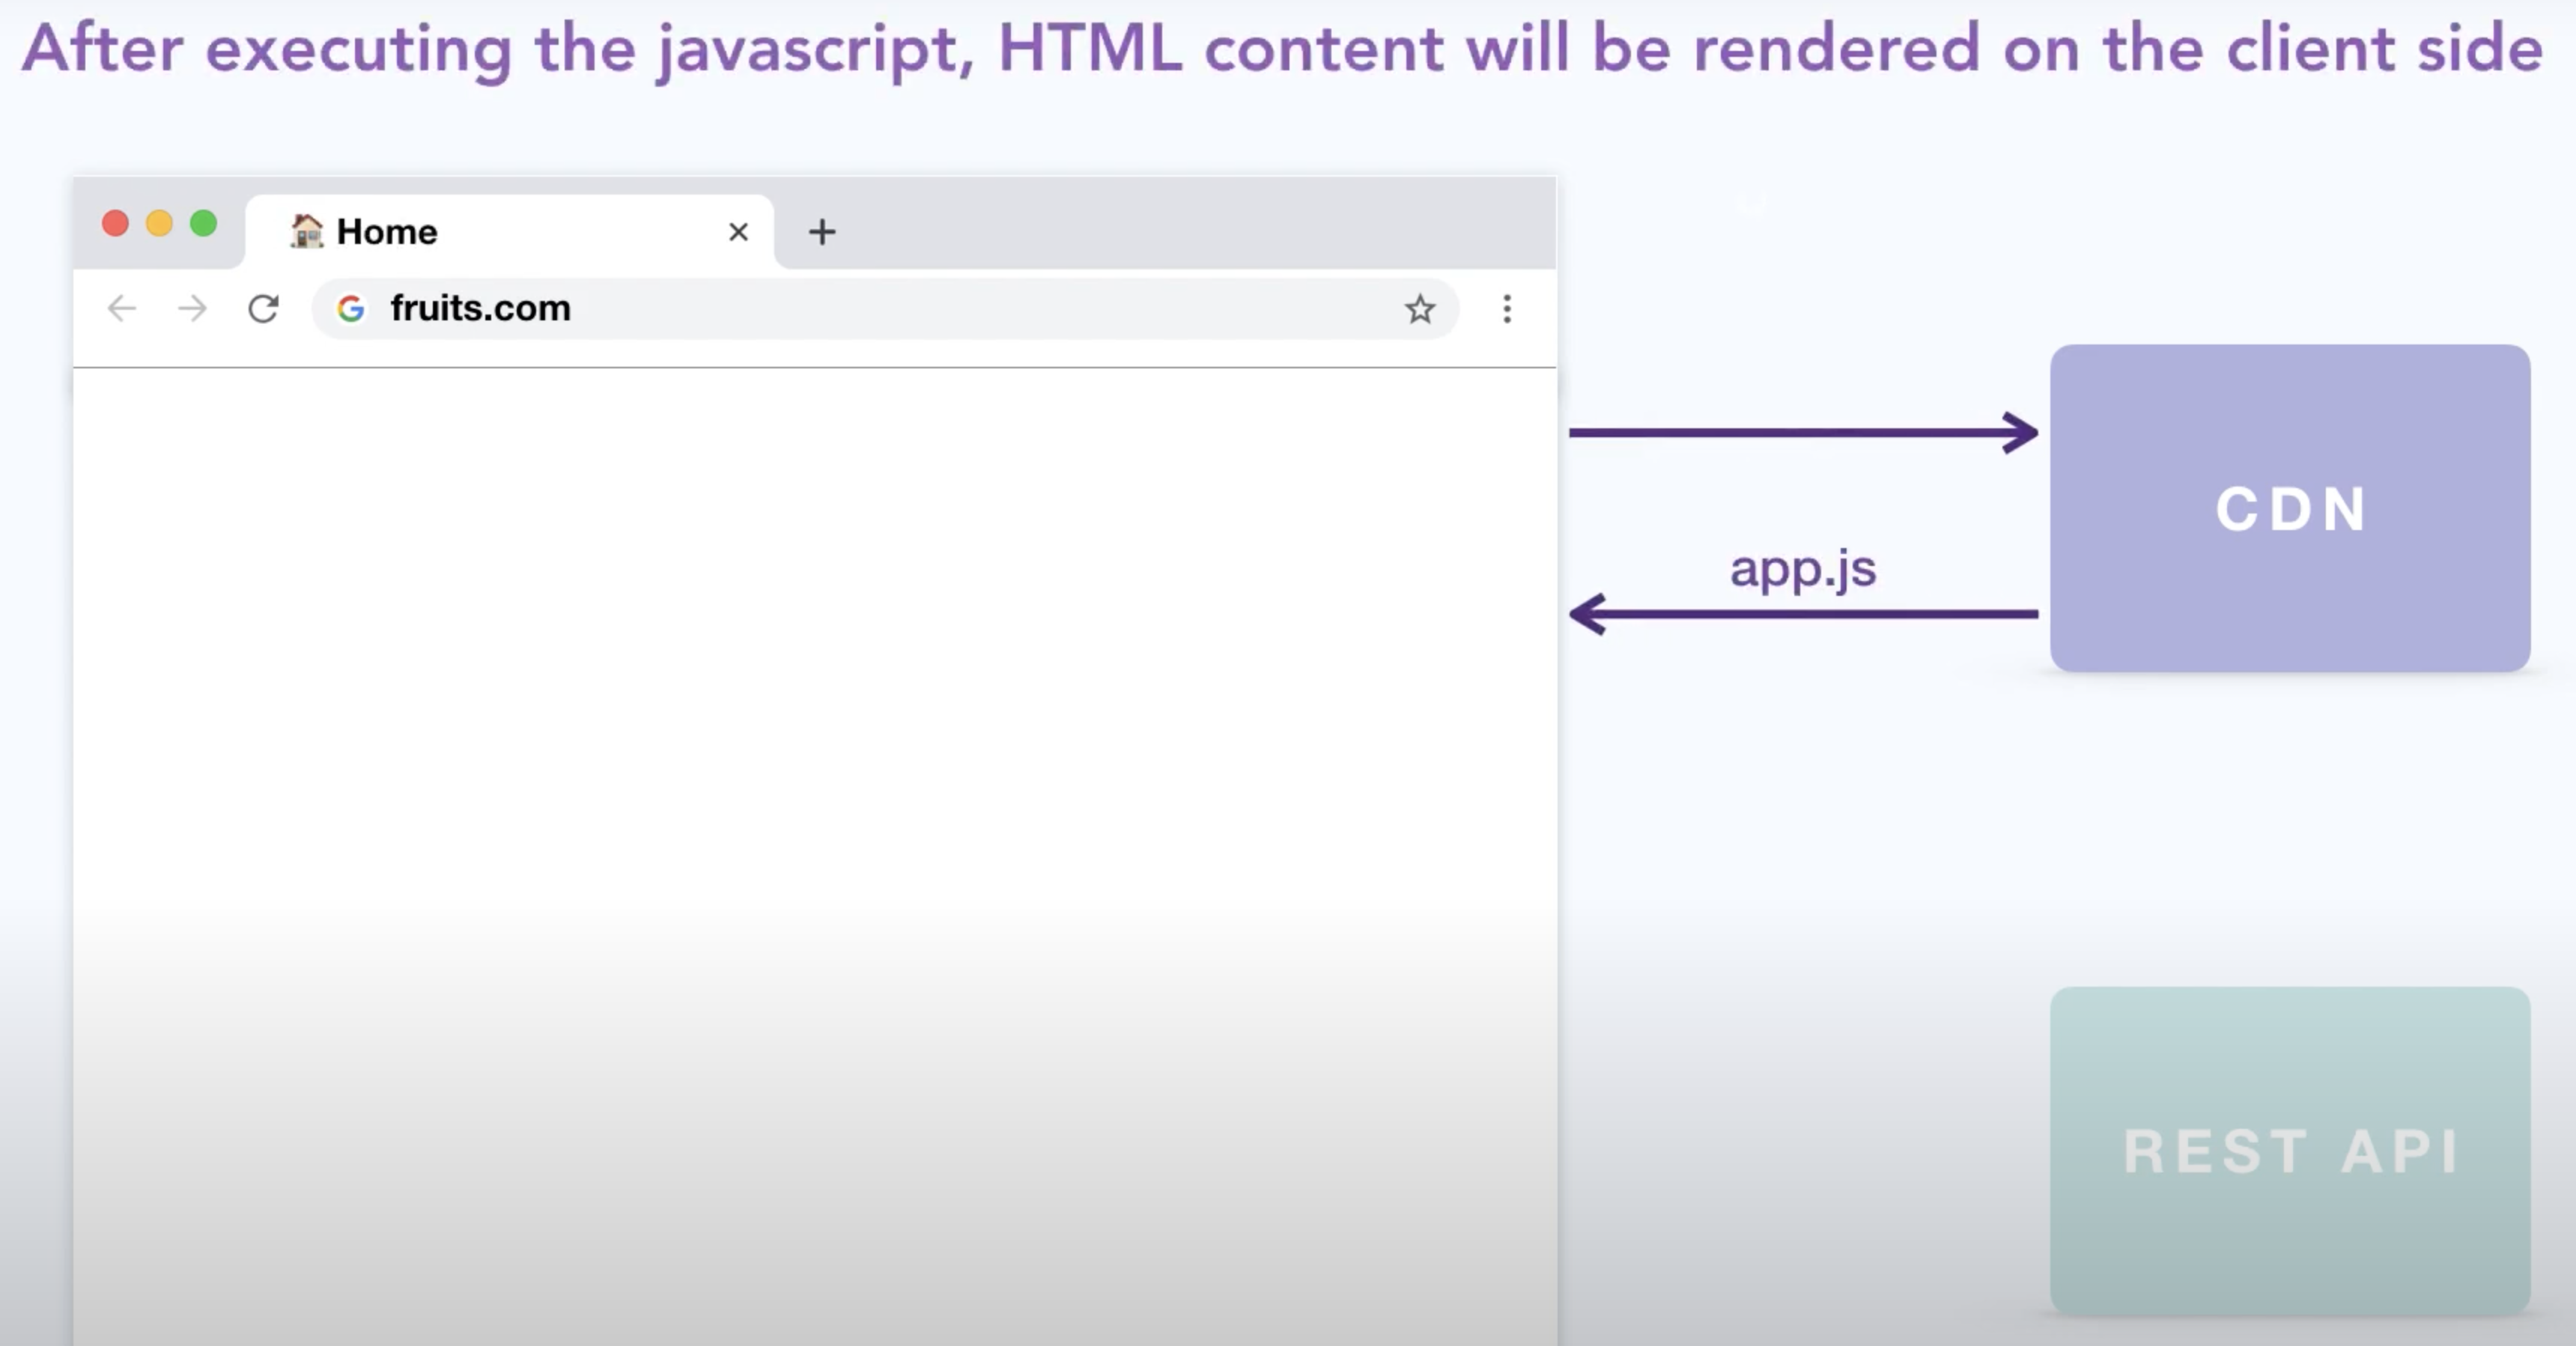 After executing the javascript, HTML content will be rendered on the client side
Home
fruits.com
CDN
app.js
REST API